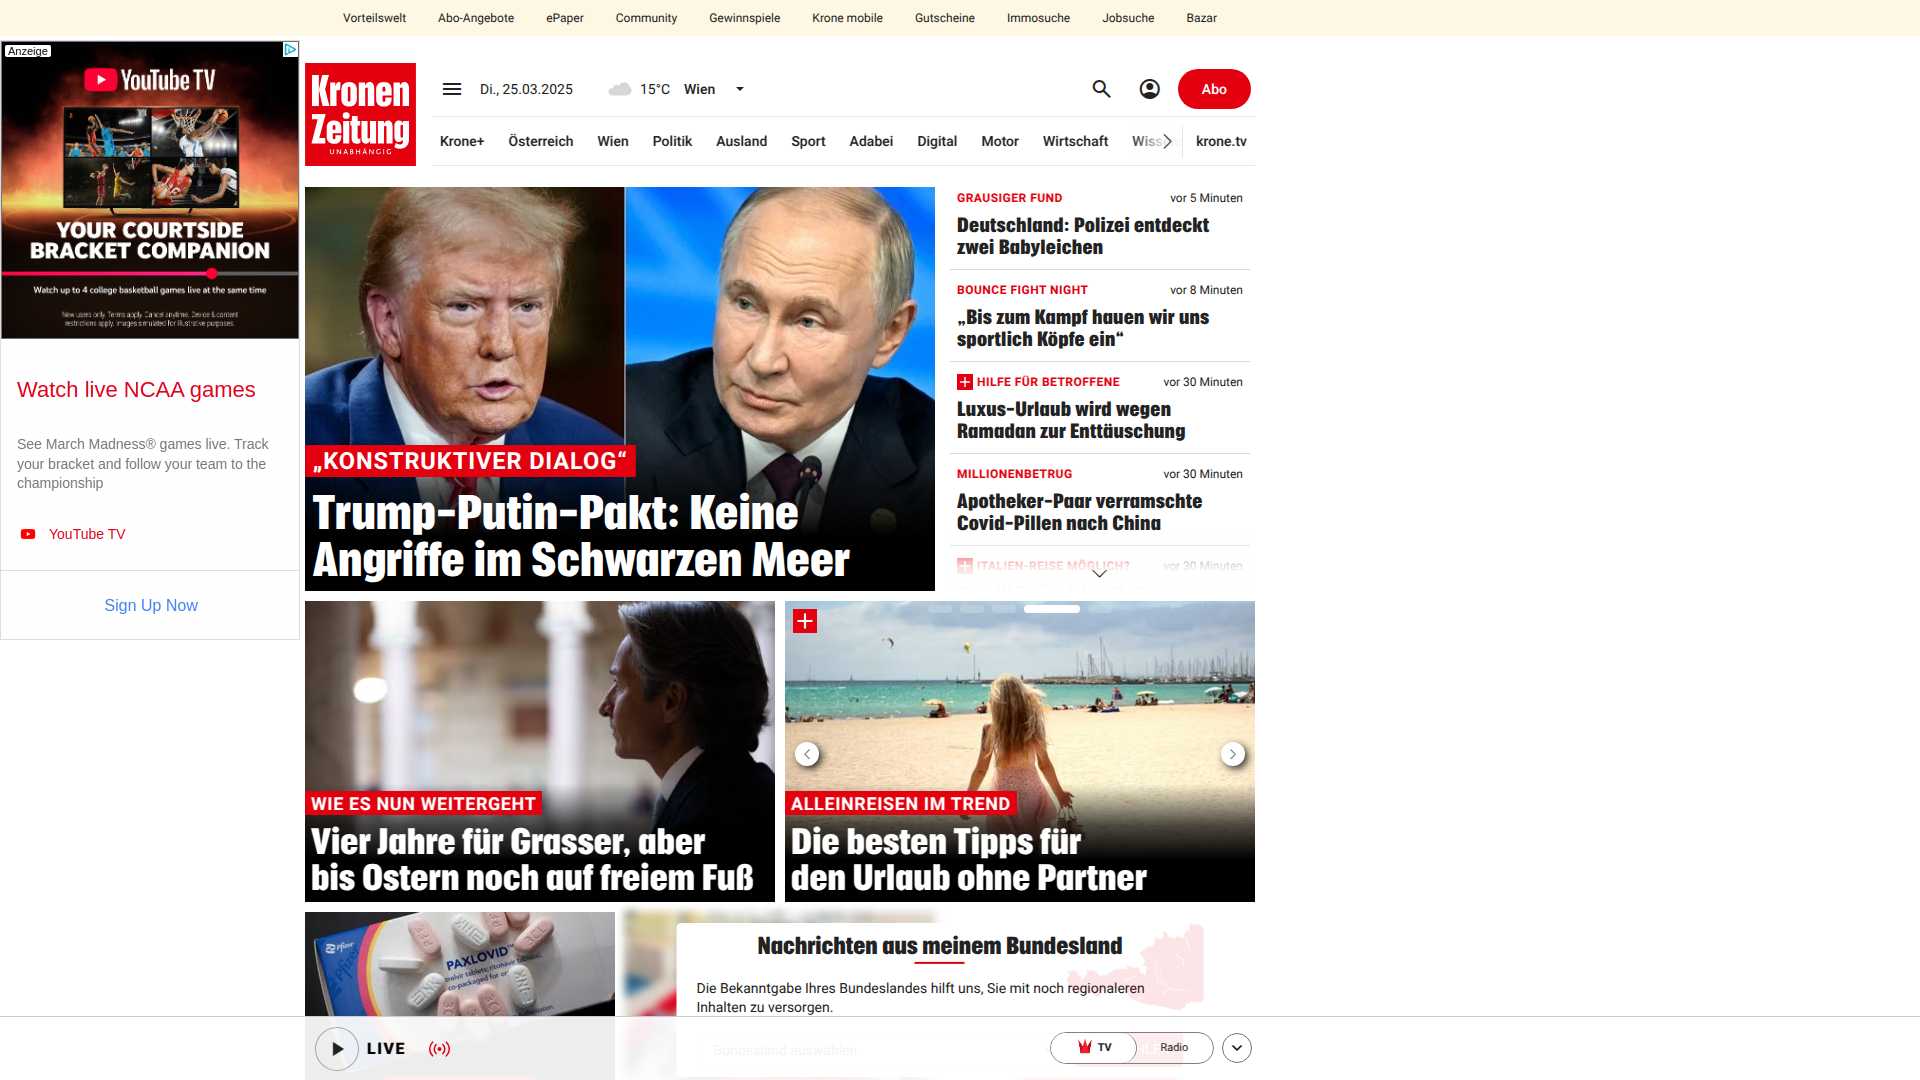 Vorteilswelt Abo-Angebote ePaper Community Gewinnspiele Krone mobile Gutscheine Immosuche Jobsuche Bazar
Anzeige
YouTube TV
YOUR COURTSIDE
BRACKET COMPANION
Watch up to 4 college basketball games live at the same time
New users only. Terms apply. Cancel anytime. Device & content
restrictions apply. Images simulated for illustrative purposes.
Watch live NCAA games
See March Madness® games live. Track
your bracket and follow your team to the
championship
YouTube TV
Sign Up Now
Kronen
Zeitung
UNABHÄNGIG
Di., 25.03.2025 15°C Wien
Abo
Krone+ Österreich Wien Politik Ausland Sport Adabei Digital Motor Wirtschaft Wiss krone.tv
„KONSTRUKTIVER DIALOG“
Trump-Putin-Pakt: Keine
Angriffe im Schwarzen Meer
GRAUSIGER FUND vor 5 Minuten
Deutschland: Polizei entdeckt
zwei Babyleichen
BOUNCE FIGHT NIGHT vor 8 Minuten
„Bis zum Kampf hauen wir uns
sportlich Köpfe ein“
HILFE FÜR BETROFFENE vor 30 Minuten
Luxus-Urlaub wird wegen
Ramadan zur Enttäuschung
MILLIONENBETRUG vor 30 Minuten
Apotheker-Paar verramschte
Covid-Pillen nach China
ITALIEN-REISE MÖGLICH? vor 30 Minuten
WIE ES NUN WEITERGEHT
Vier Jahre für Grasser, aber
bis Ostern noch auf freiem Fuß
ALLEINREISEN IM TREND
Die besten Tipps für
den Urlaub ohne Partner
Pfizer
PAXLOVID
co-packaged for
Nachrichten aus meinem Bundesland
Die Bekanntgabe Ihres Bundeslandes hilft uns, Sie mit noch regionaleren
Inhalten zu versorgen.
Bundesland auswählen
LIVE
TV Radio